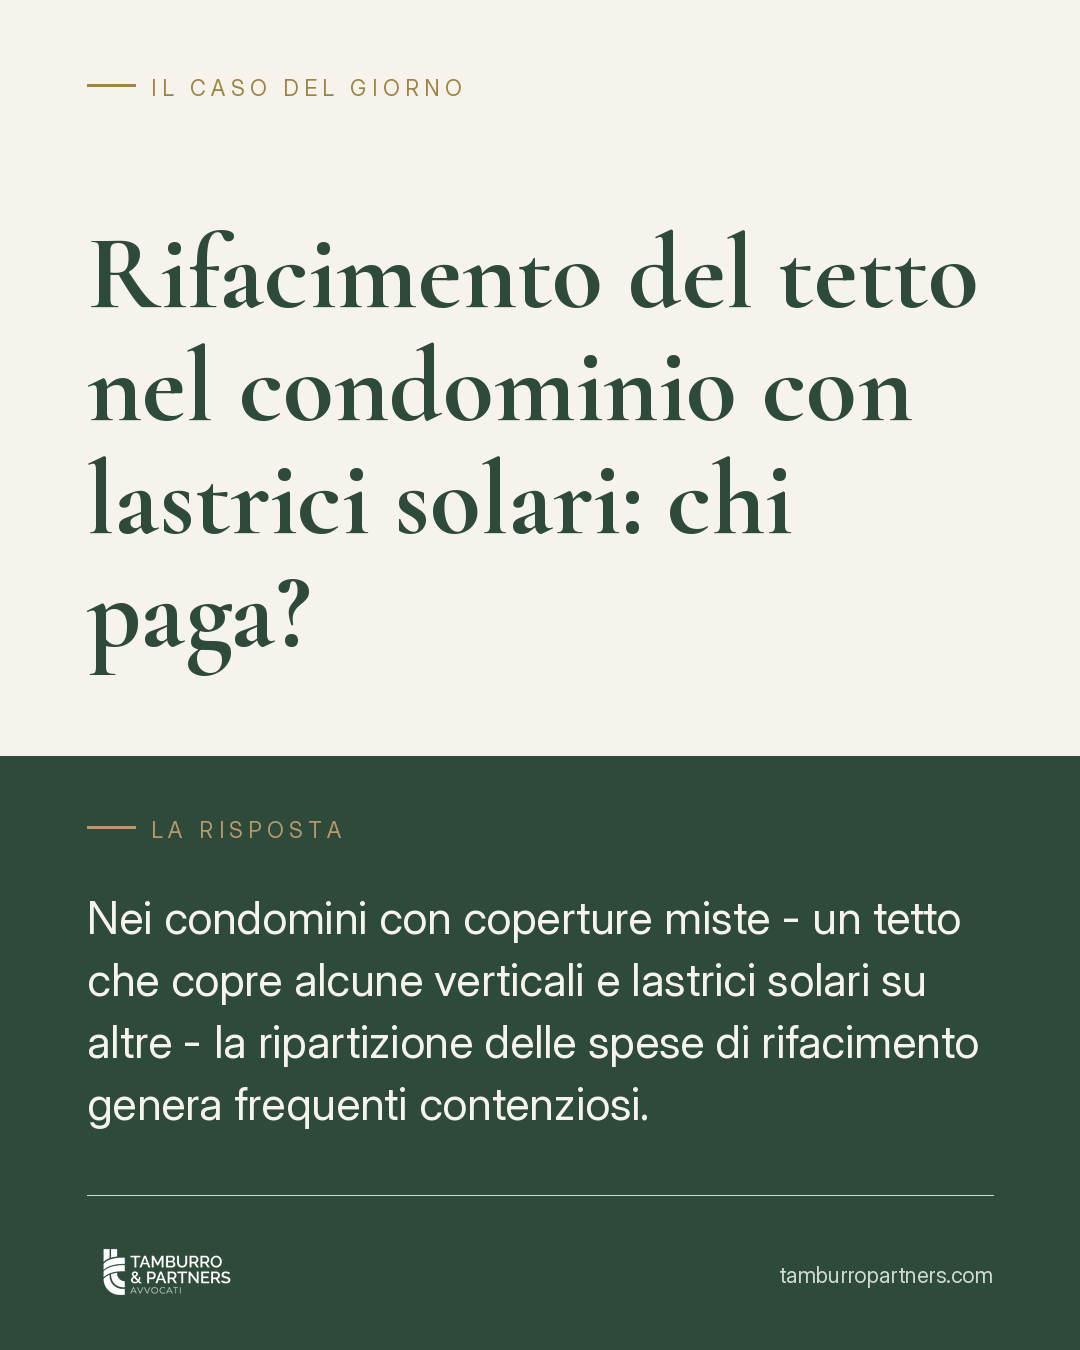 IL CASO DEL GIORNO
Rifacimento del tetto
nel condominio con
lastrici solari: chi
paga?
LA RISPOSTA
Nei condomini con coperture miste - un tetto
che copre alcune verticali e lastrici solari su
altre - la ripartizione delle spese di rifacimento
genera frequenti contenziosi.
TAMBURRO
& PARTNERS
AVVOCATI
tamburropartners.com